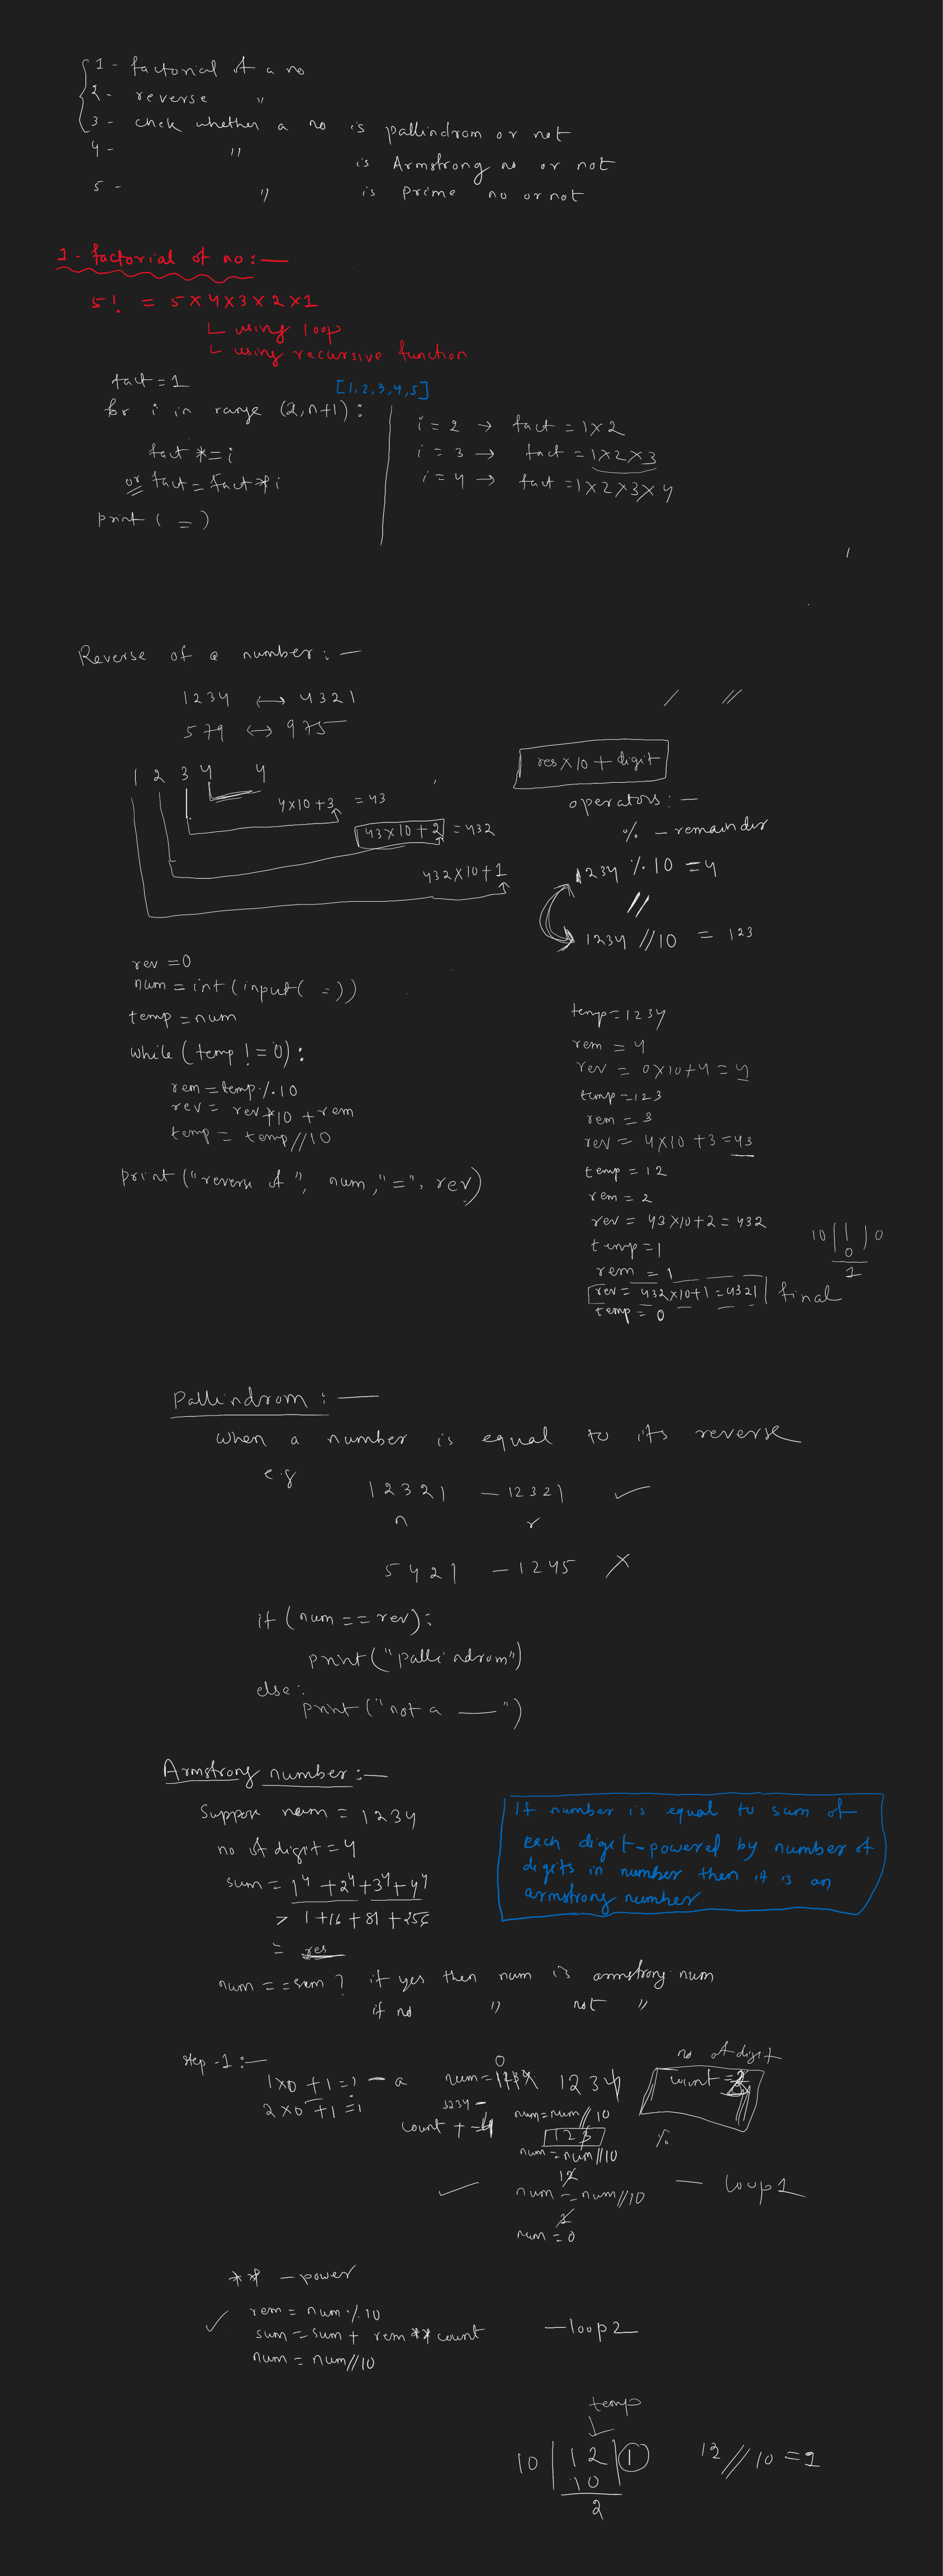 1 - factorial of a no
2 - reverse "
3 - chek whether a no is pallindrom or not
4 - " is Armstrong no or not
5 - " is prime no or not
1 - factorial of no :—
5! = 5×4×3×2×1
using loop
using recursive function
fact = 1
[1,2,3,4,5]
for i in range (2, n+1) :
fact *= i
or fact = fact * i
print ( = )
i = 2 → fact = 1×2
i = 3 → fact = 1×2×3
i = 4 → fact = 1×2×3×4
Reverse of a number : —
1234 ↔ 4321
579 ↔ 975
/ //
1 2 3 4 4
4×10+3 = 43
43×10+2 = 432
432×10+1
res×10 + digit
operators : —
% — remainder
1234 % 10 = 4
//
1234 // 10 = 123
rev = 0
num = int(input( = ))
temp = num
while (temp != 0) :
rem = temp % 10
rev = rev * 10 + rem
temp = temp // 10
print ("reverse of", num, "=", rev)
temp = 1234
rem = 4
rev = 0×10+4 = 4
temp = 123
rem = 3
rev = 4×10+3 = 43
temp = 12
rem = 2
rev = 43×10+2 = 432
temp = 1
rem = 1
rev = 432×10+1 = 4321 final
temp = 0
10 | 1 | 0
0
1
Pallindrom : —
when a number is equal to its reverse
e.g
12321 — 12321 ✓
n r
5421 — 1245 ✗
if (num == rev) :
print ("pallindrom")
else :
print ("not a —")
Armstrong number :—
Suppor num = 1234
no of digit = 4
sum = 1⁴ + 2⁴ + 3⁴ + 4⁴
1 + 16 + 81 + 256
= res
If number is equal to sum of
each digit powered by number of
digits in number then it is an
armstrong number
num == sum ? if yes then num is armstrong num
if no " not "
step - 1 :—
1×0 + 1 = 1 — a
2×0 + 1 = 1
0
num = 1234 1234
1234 —
count + = 4
no of digit
count =
%
num = num // 10
123
num = num // 10
12
num = num // 10 — loop 1
1
num = 0
✓
** — power
✓ rem = num % 10
sum = sum + rem ** count — loop 2
num = num // 10
temp
10 | 12 | 1
10
2
12 // 10 = 1